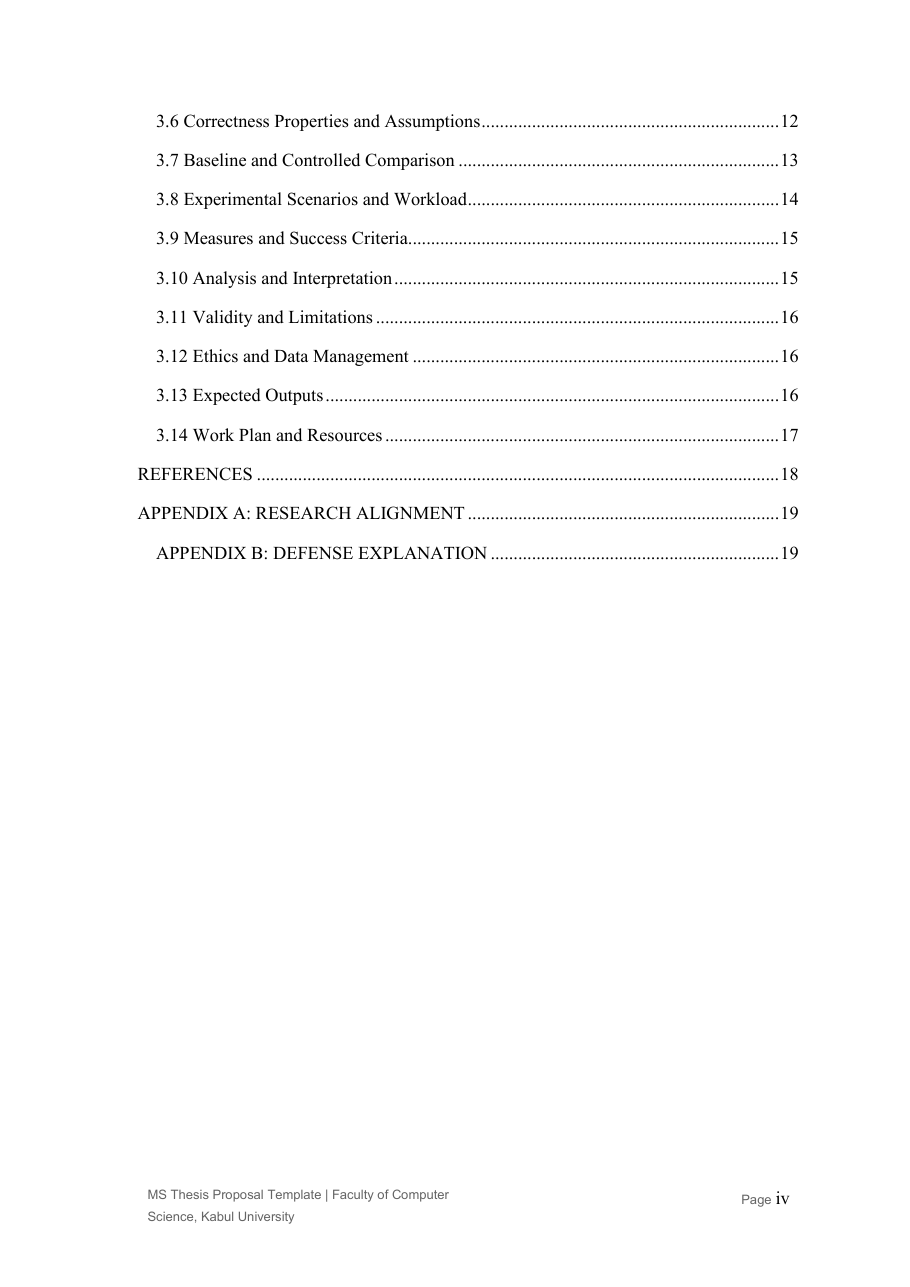 3.6 Correctness Properties and Assumptions.................................................................12
3.7 Baseline and Controlled Comparison ......................................................................13
3.8 Experimental Scenarios and Workload....................................................................14
3.9 Measures and Success Criteria.................................................................................15
3.10 Analysis and Interpretation....................................................................................15
3.11 Validity and Limitations ........................................................................................16
3.12 Ethics and Data Management ................................................................................16
3.13 Expected Outputs...................................................................................................16
3.14 Work Plan and Resources......................................................................................17
REFERENCES ..................................................................................................................18
APPENDIX A: RESEARCH ALIGNMENT ....................................................................19
APPENDIX B: DEFENSE EXPLANATION ...............................................................19
MS Thesis Proposal Template | Faculty of Computer
Science, Kabul University
Page iv